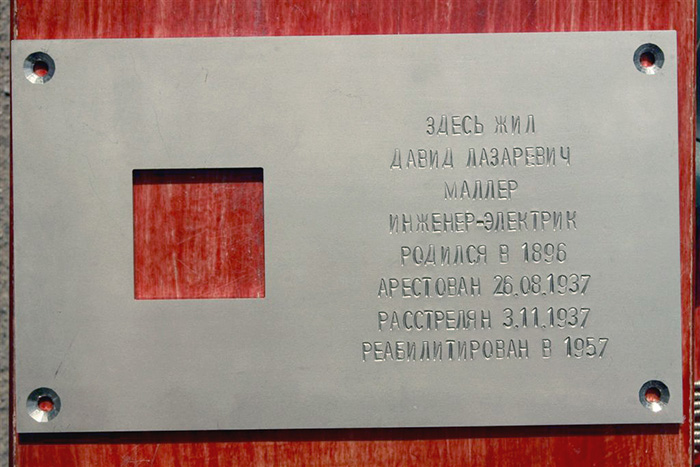 ЗДЕСЬ ЖИЛ
ДАВИД ЛАЗАРЕВИЧ
МАЛЛЕР
ИНЖЕНЕР-ЭЛЕКТРИК
РОДИЛСЯ В 1896
АРЕСТОВАН 26.08.1937
РАССТРЕЛЯН 3.11.1937
РЕАБИЛИТИРОВАН В 1957